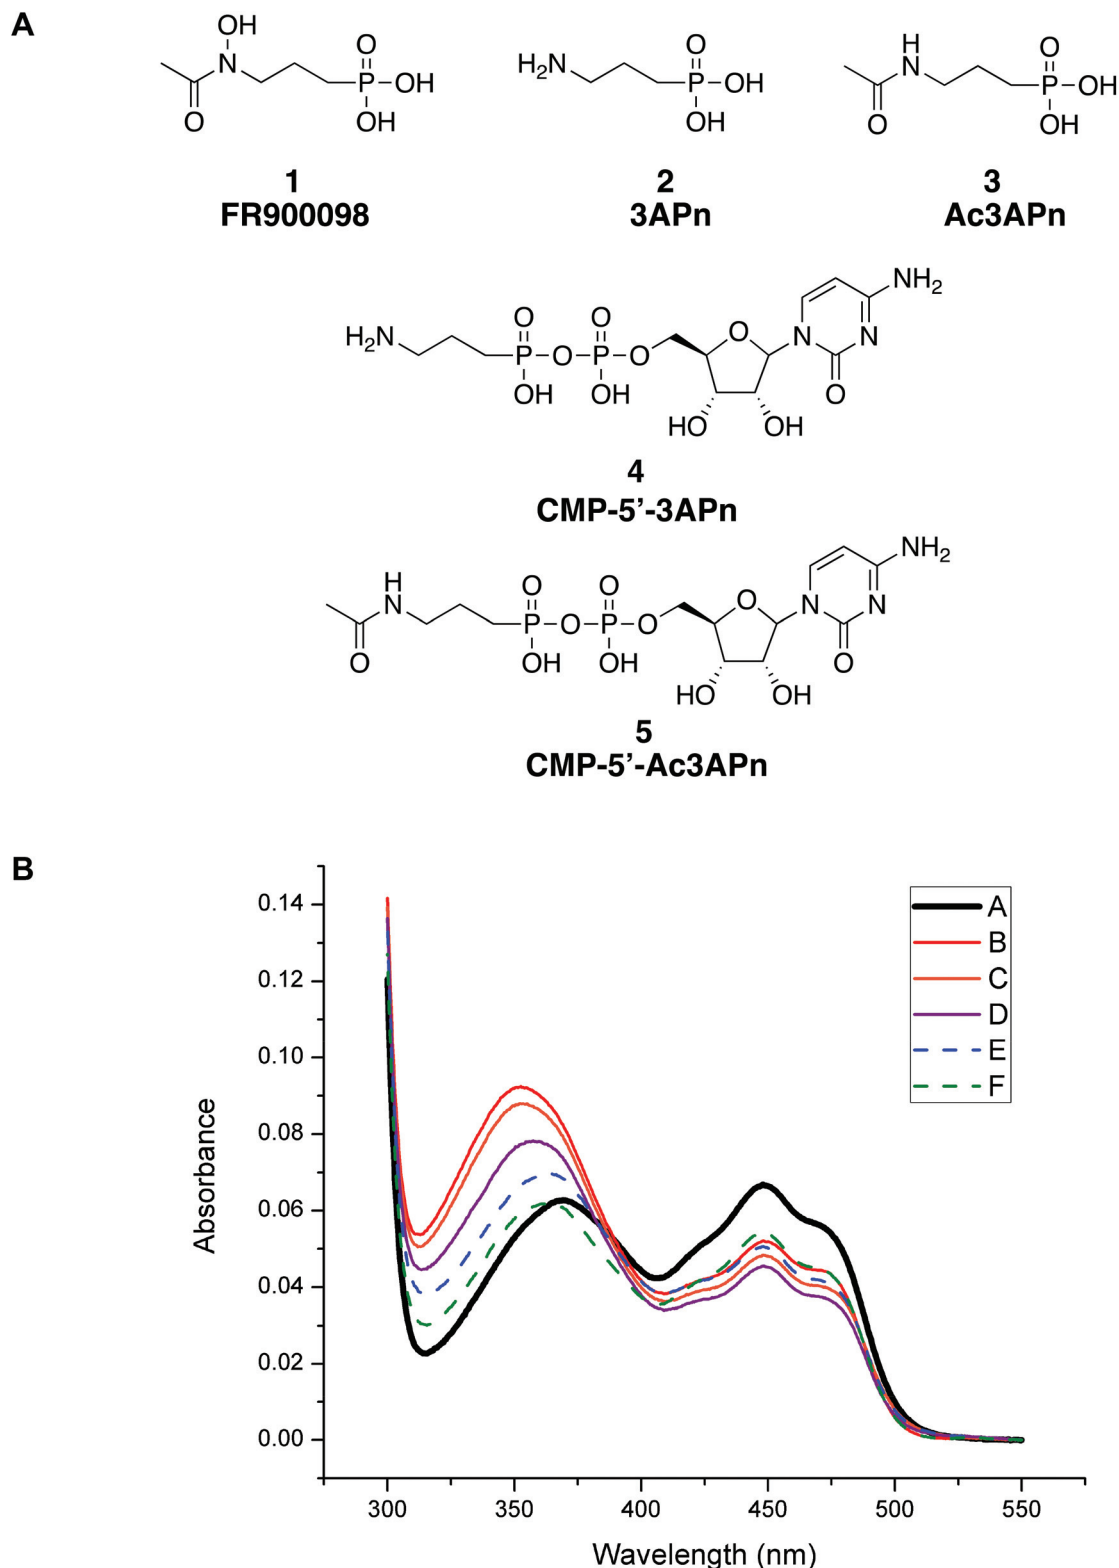 A
OH
N
O
O
P
OH
OH
1
FR900098
H2N
O
P
OH
OH
2
3APn
H
N
O
O
P
OH
OH
3
Ac3APn
H2N
O
P
OH
O
O
P
OH
O
O
HO
OH
N
N
O
NH2
4
CMP-5’-3APn
H
N
O
O
P
OH
O
O
P
OH
O
O
HO
OH
N
N
O
NH2
5
CMP-5’-Ac3APn
B
Absorbance
0.14
0.12
0.10
0.08
0.06
0.04
0.02
0.00
A
B
C
D
E
F
300
350
400
450
500
550
Wavelength (nm)